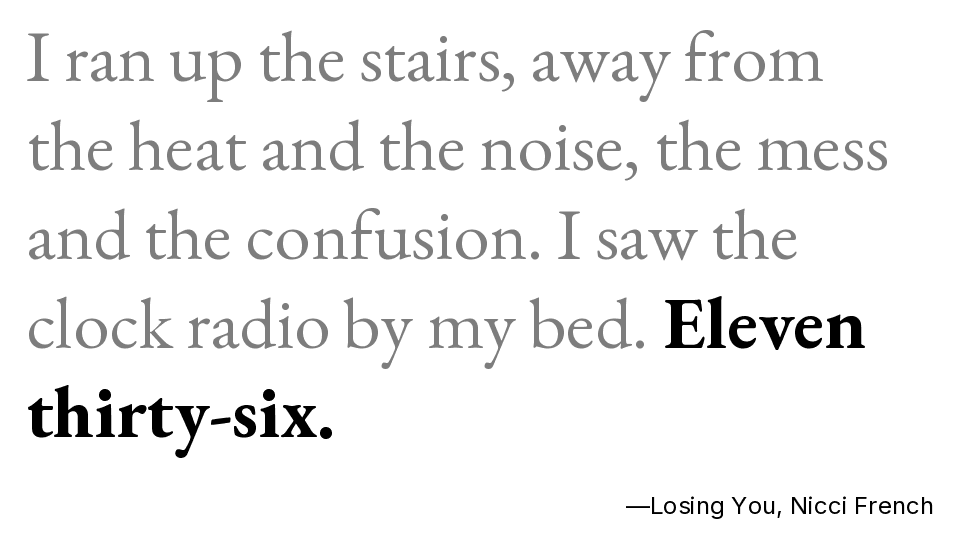 I ran up the stairs, away from
the heat and the noise, the mess
and the confusion. I saw the
clock radio by my bed. Eleven
thirty-six.
—Losing You, Nicci French